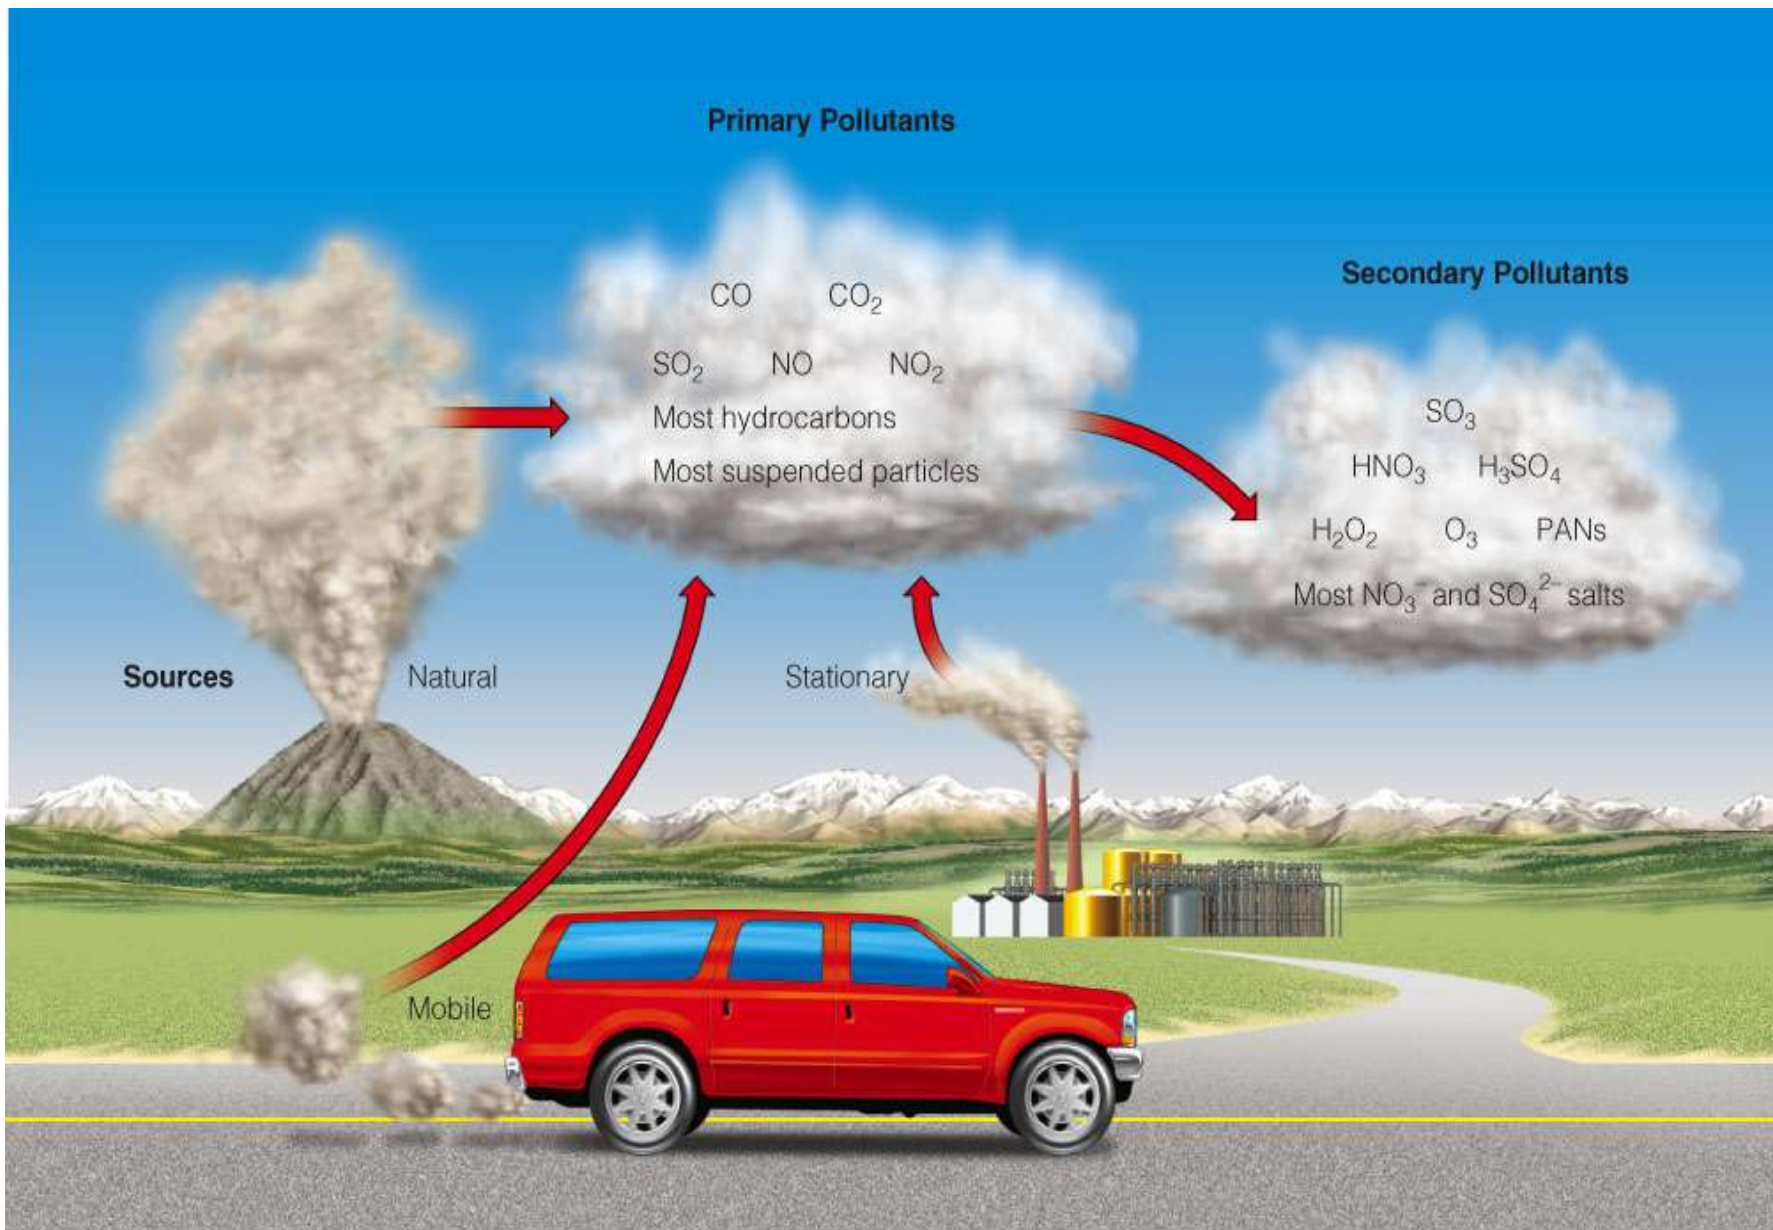 Primary Pollutants
CO CO₂
SO₂ NO NO₂
Most hydrocarbons
Most suspended particles
Secondary Pollutants
SO₃
HNO₃ H₃SO₄
H₂O₂ O₃ PANs
Most NO₃⁻ and SO₄²⁻ salts
Sources Natural
Stationary
Mobile